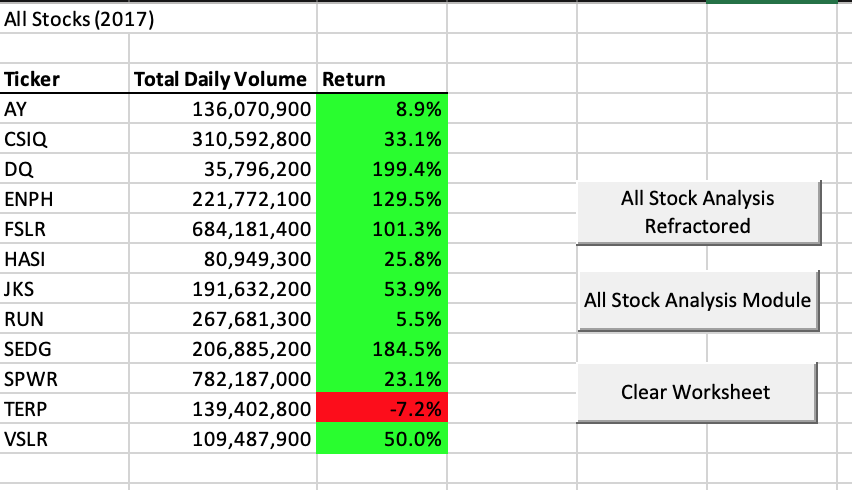 All Stocks (2017)
Ticker Total Daily Volume Return
AY 136,070,900 8.9%
CSIQ 310,592,800 33.1%
DQ 35,796,200 199.4%
ENPH 221,772,100 129.5%
FSLR 684,181,400 101.3%
HASI 80,949,300 25.8%
JKS 191,632,200 53.9%
RUN 267,681,300 5.5%
SEDG 206,885,200 184.5%
SPWR 782,187,000 23.1%
TERP 139,402,800 -7.2%
VSLR 109,487,900 50.0%
All Stock Analysis
Refractored
All Stock Analysis Module
Clear Worksheet